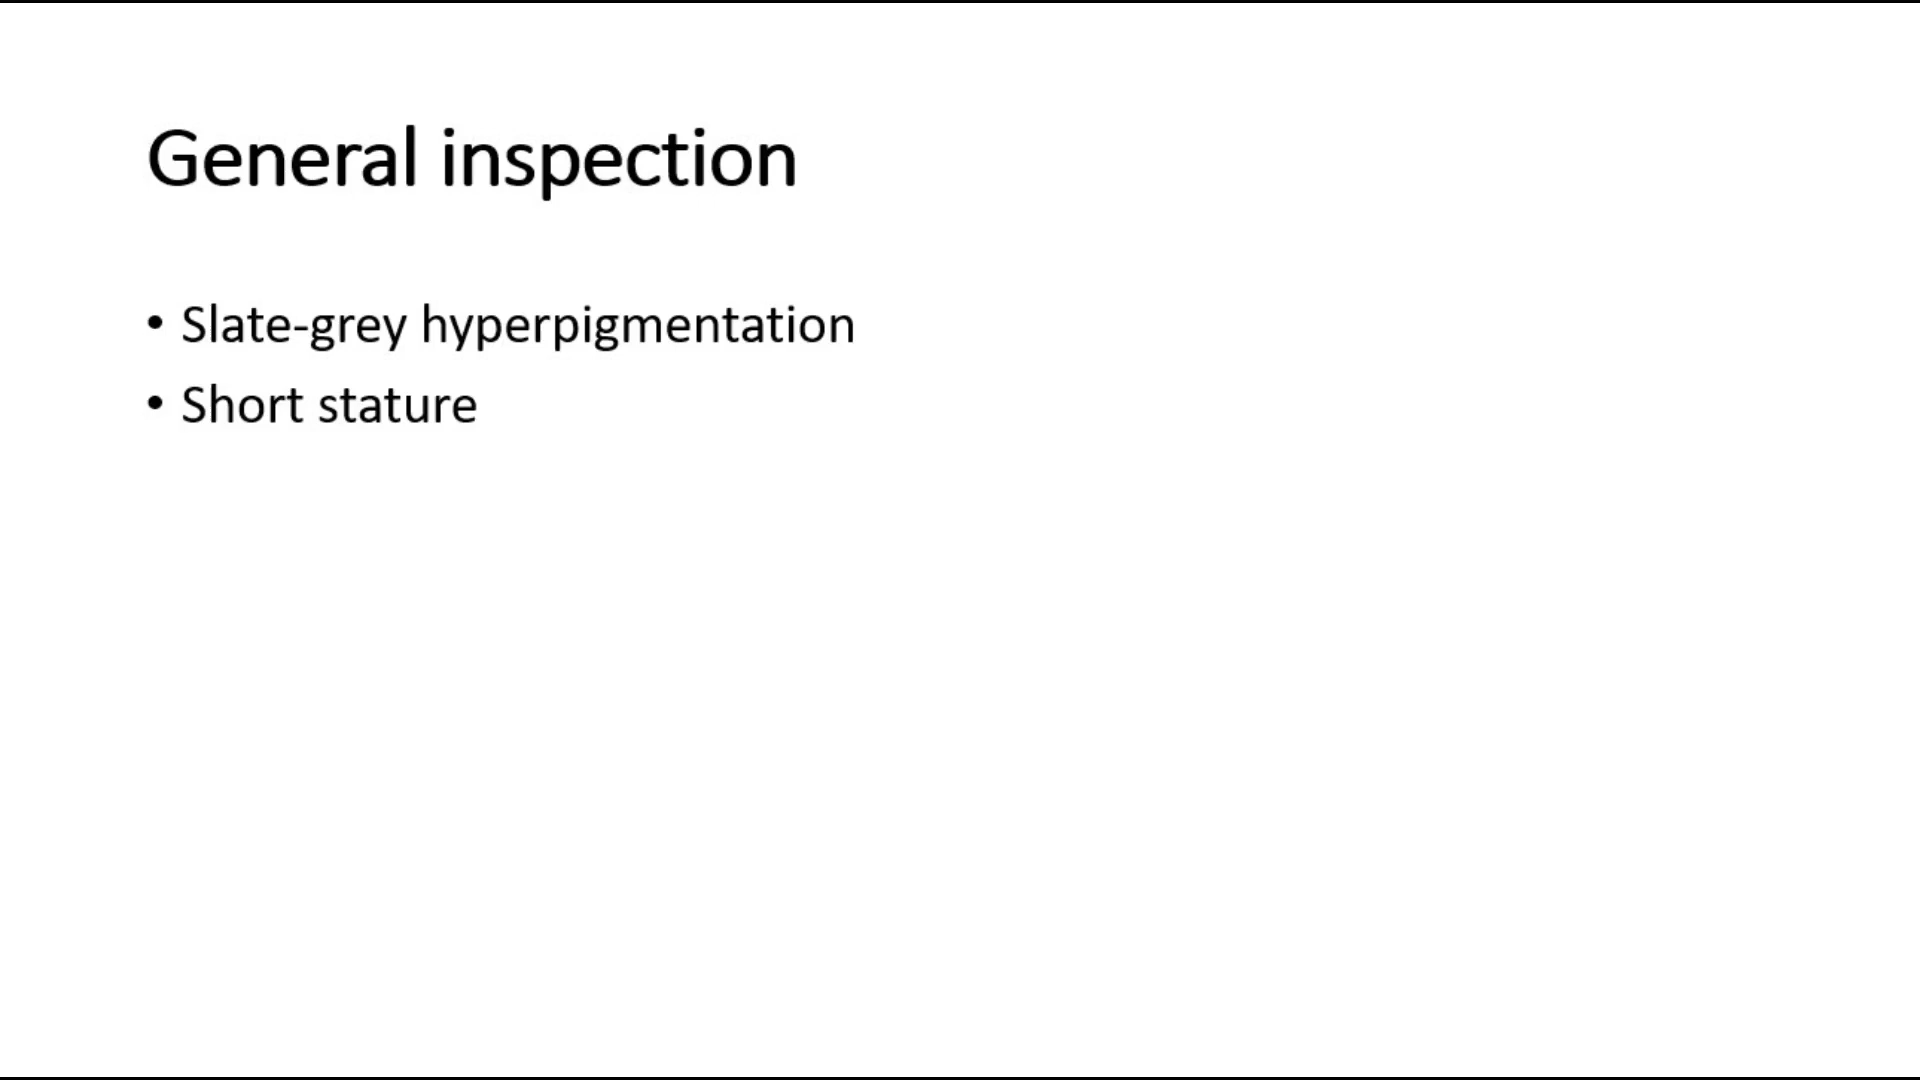 General inspection
• Slate-grey hyperpigmentation
• Short stature